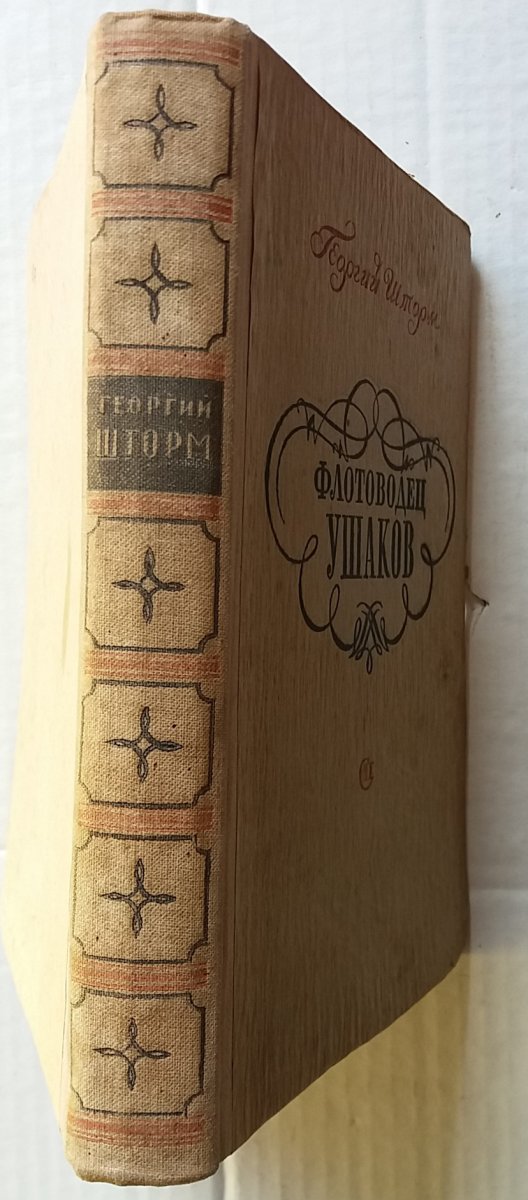 ГЕОРГИЙ
ШТОРМ
Георгий Шторм
ФЛОТОВОДЕЦ
УШАКОВ